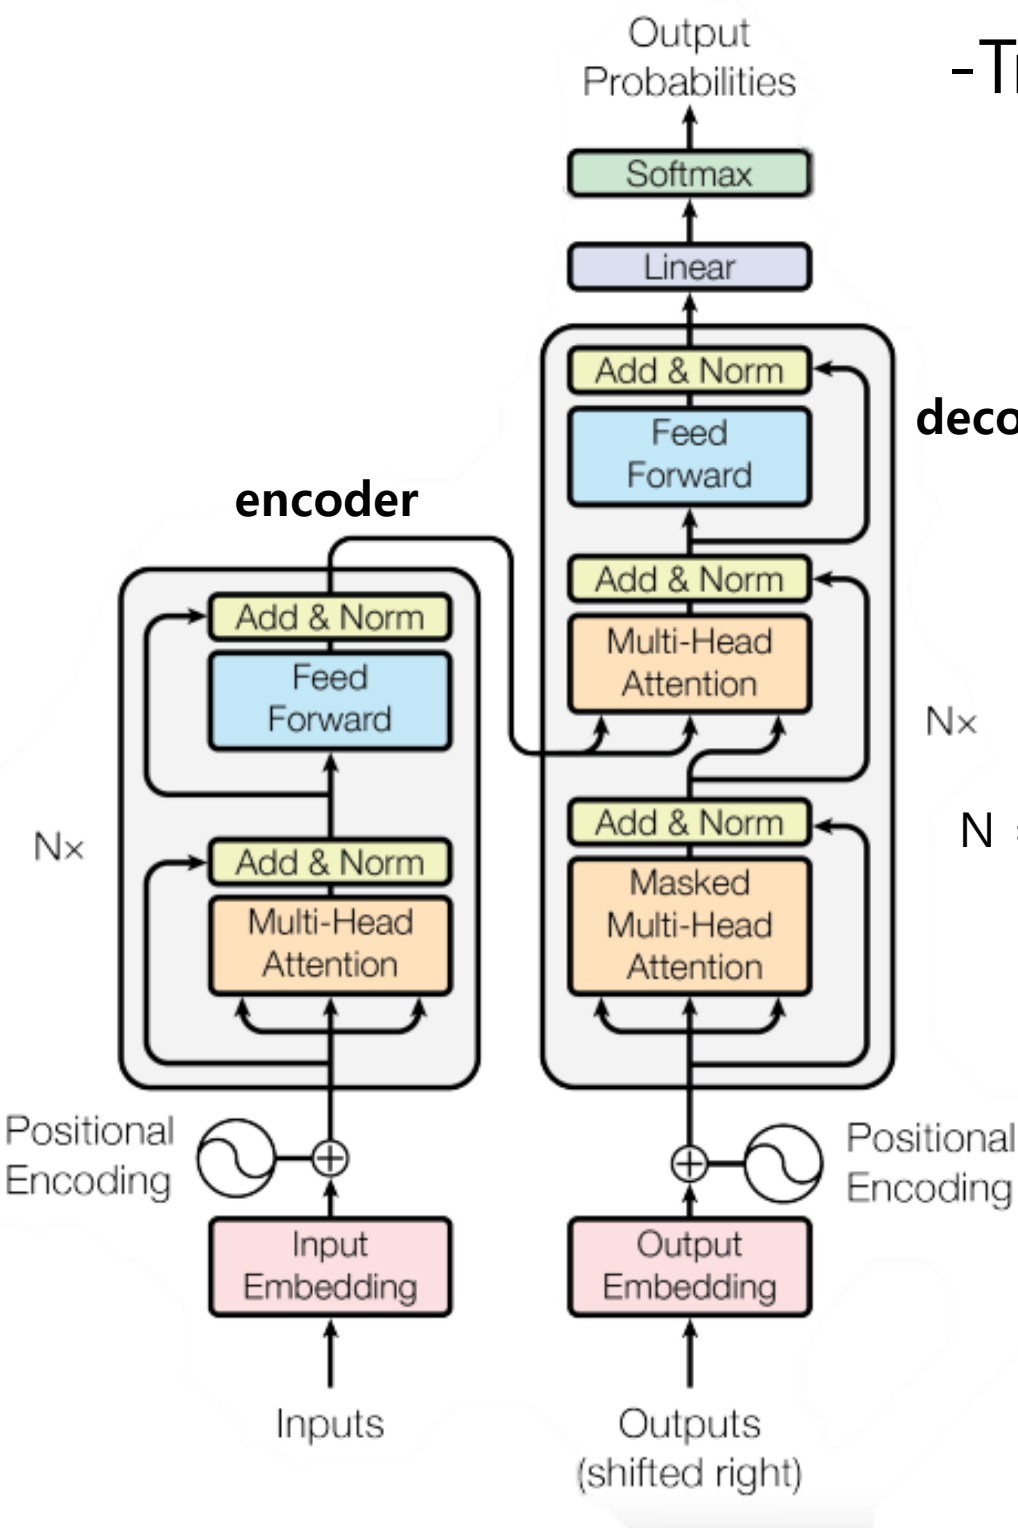 Output
Probabilities
Softmax
Linear
Add & Norm
Feed
Forward
Add & Norm
Multi-Head
Attention
Add & Norm
Masked
Multi-Head
Attention
Nx
N
encoder
Add & Norm
Feed
Forward
Add & Norm
Multi-Head
Attention
Nx
Positional
Encoding
Input
Embedding
Inputs
Positional
Encoding
Output
Embedding
Outputs
(shifted right)